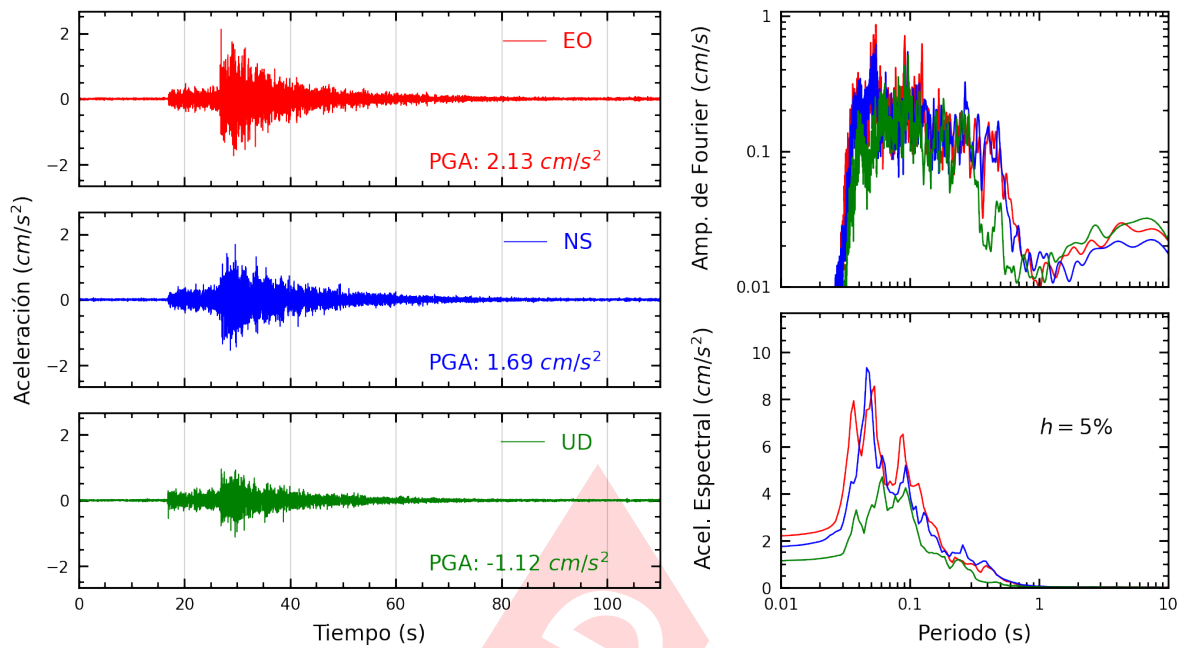 Aceleración (cm/s²)
2
0
−2
EO
PGA: 2.13 cm/s²
2
0
−2
NS
PGA: 1.69 cm/s²
2
0
−2
UD
PGA: -1.12 cm/s²
0 20 40 60 80 100
Tiempo (s)
Amp. de Fourier (cm/s)
1
0.1
0.01
Acel. Espectral (cm/s²)
10
8
6
4
2
0
h = 5%
0.01 0.1 1 10
Periodo (s)